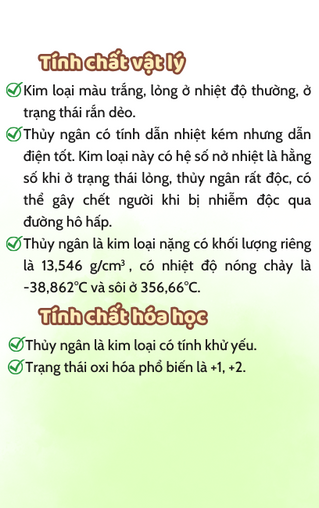 Tính chất vật lý
Kim loại màu trắng, lỏng ở nhiệt độ thường, ở
trạng thái rắn dẻo.
Thủy ngân có tính dẫn nhiệt kém nhưng dẫn
điện tốt. Kim loại này có hệ số nở nhiệt là hằng
số khi ở trạng thái lỏng, thủy ngân rất độc, có
thể gây chết người khi bị nhiễm độc qua
đường hô hấp.
Thủy ngân là kim loại nặng có khối lượng riêng
là 13,546 g/cm³ , có nhiệt độ nóng chảy là
-38,862°C và sôi ở 356,66°C.
Tính chất hóa học
Thủy ngân là kim loại có tính khử yếu.
Trạng thái oxi hóa phổ biến là +1, +2.